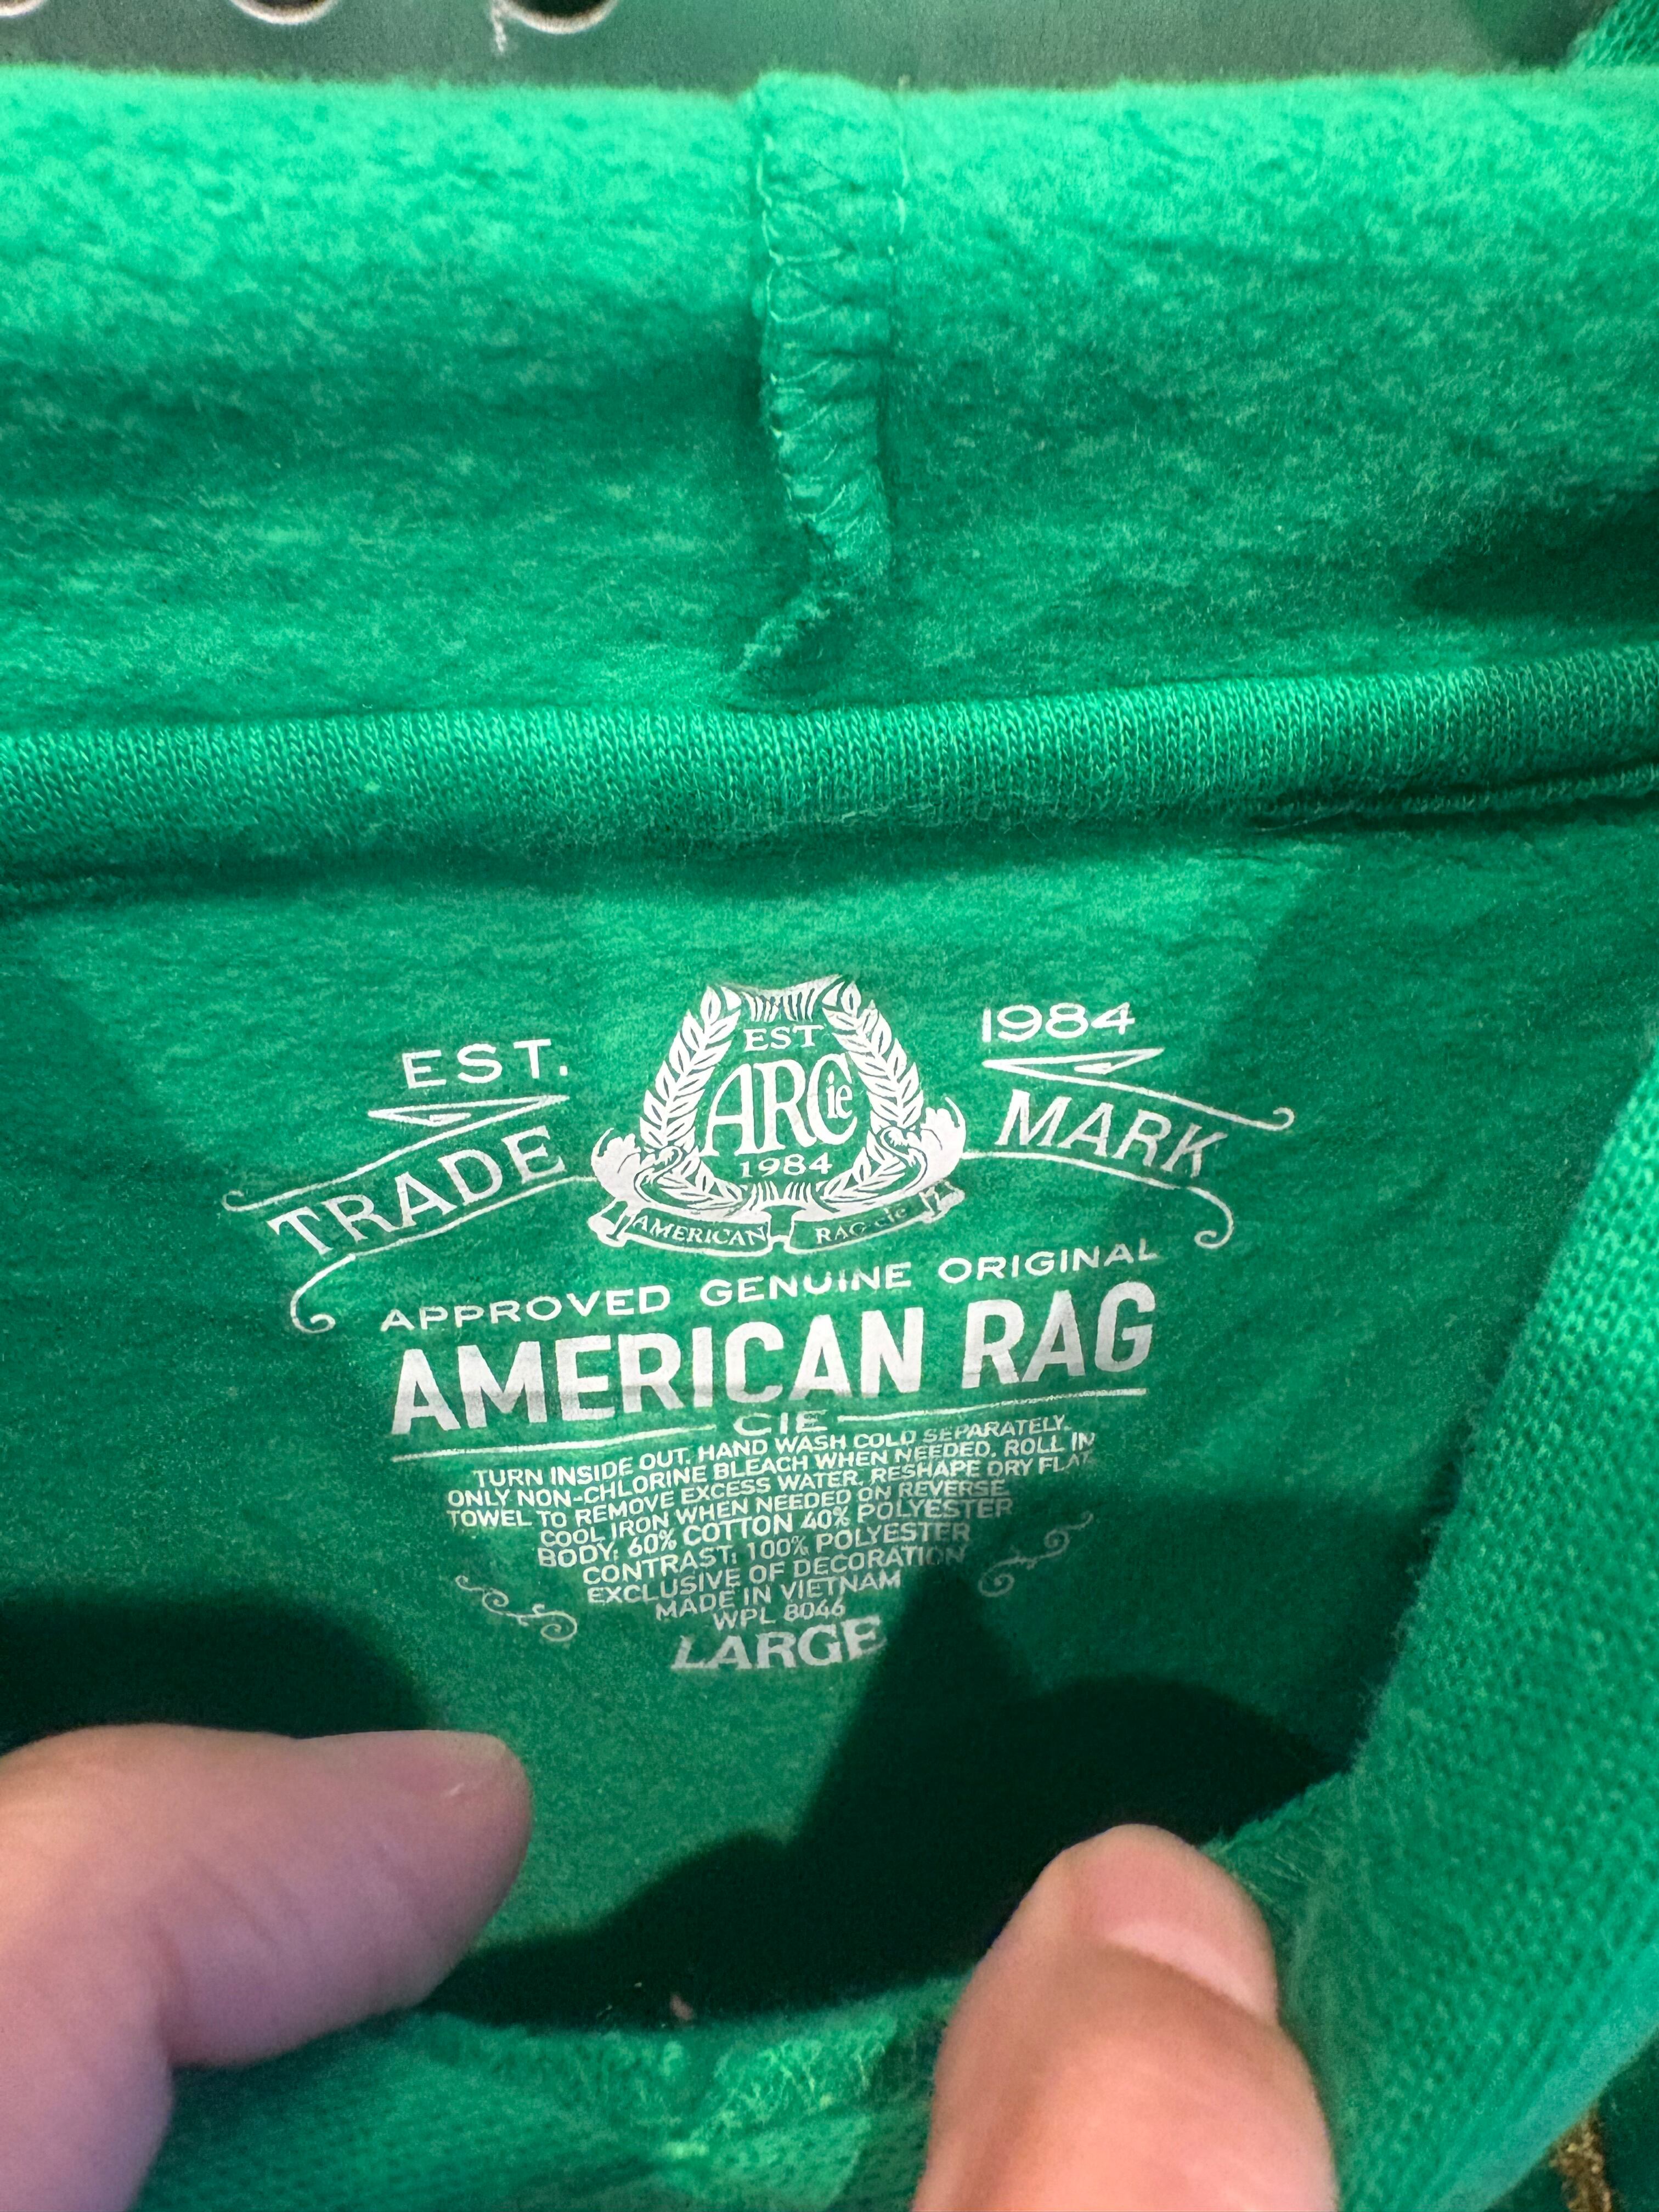 EST. 1984
TRADE MARK
EST
ARCie
1984
AMERICAN RAG cie
APPROVED GENUINE ORIGINAL
AMERICAN RAG
CIE
TURN INSIDE OUT. HAND WASH COLD SEPARATELY.
ONLY NON-CHLORINE BLEACH WHEN NEEDED. ROLL IN
TOWEL TO REMOVE EXCESS WATER. RESHAPE DRY FLAT.
COOL IRON WHEN NEEDED ON REVERSE
BODY: 60% COTTON 40% POLYESTER
CONTRAST: 100% POLYESTER
EXCLUSIVE OF DECORATION
MADE IN VIETNAM
WPL 8046
LARGE